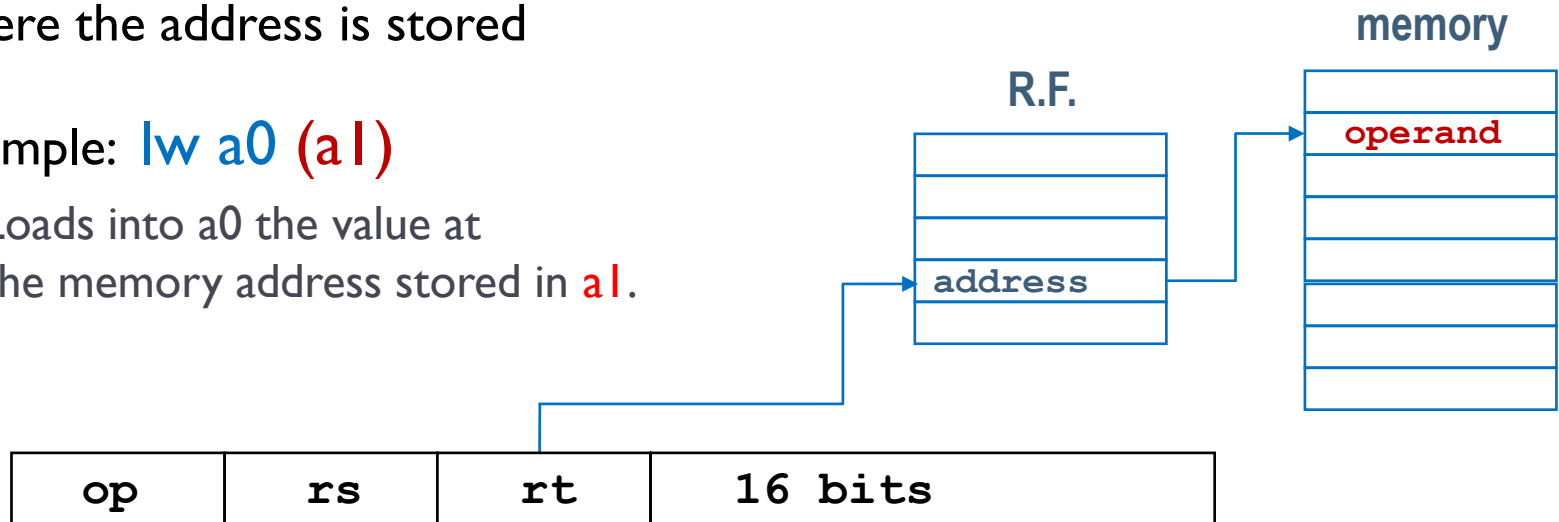 ere the address is stored
memory
R.F.
mple: lw a0 (a1)
operand
Loads into a0 the value at
he memory address stored in a1.
address
op rs rt 16 bits